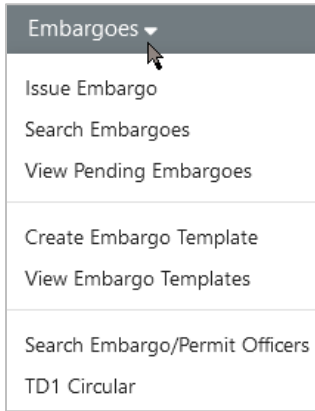 Embargoes
Issue Embargo
Search Embargoes
View Pending Embargoes
Create Embargo Template
View Embargo Templates
Search Embargo/Permit Officers
TD1 Circular